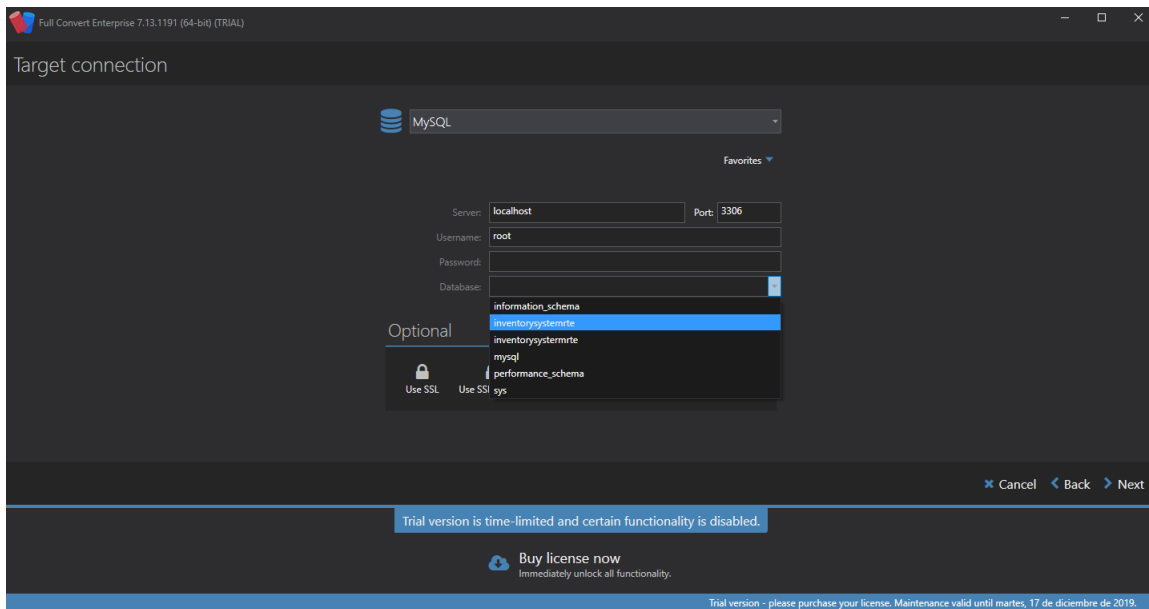 Full Convert Enterprise 7.13.1191 (64-bit) (TRIAL)
Target connection
MySQL
Favorites
Server: localhost Port: 3306
Username: root
Password:
Database:
information_schema
inventorysystemrte
inventorysystermrte
mysql
performance_schema
sys
Optional
Use SSL Use SSL
Cancel Back Next
Trial version is time-limited and certain functionality is disabled.
Buy license now
Immediately unlock all functionality.
Trial version - please purchase your license. Maintenance valid until martes, 17 de diciembre de 2019.